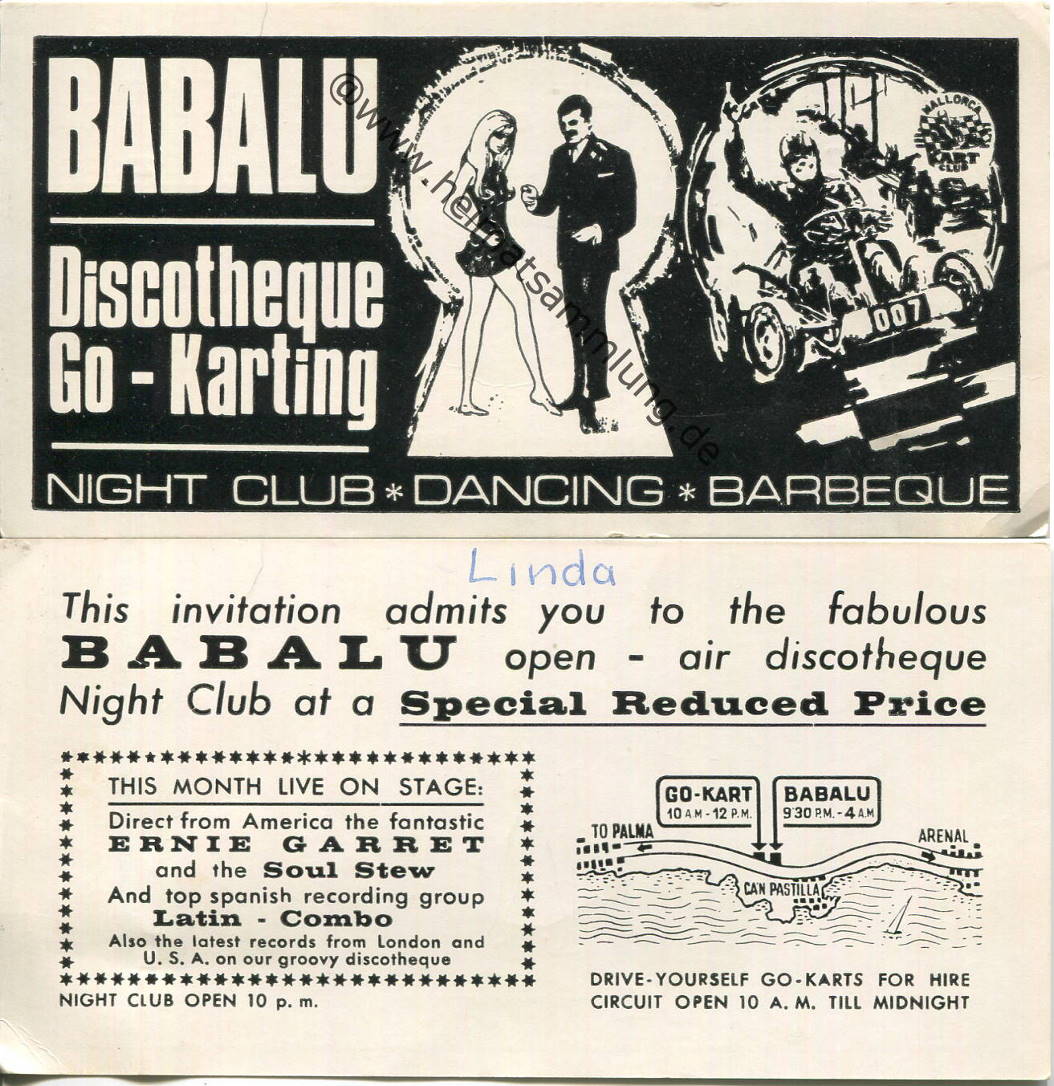 BABALU
Discotheque
Go - Karting
MALLORCA
KART
CLUB
007
NIGHT CLUB * DANCING * BARBEQUE
@www.heimatsammlung.de
Linda
This invitation admits you to the fabulous
BABALU open - air discotheque
Night Club at a Special Reduced Price
THIS MONTH LIVE ON STAGE:
Direct from America the fantastic
ERNIE GARRET
and the Soul Stew
And top spanish recording group
Latin - Combo
Also the latest records from London and
U. S. A. on our groovy discotheque
NIGHT CLUB OPEN 10 p. m.
GO-KART
10 A.M - 12 P.M.
BABALU
9'30 P.M. - 4 A.M
TO PALMA
ARENAL
CAN PASTILLA
DRIVE-YOURSELF GO-KARTS FOR HIRE
CIRCUIT OPEN 10 A. M. TILL MIDNIGHT